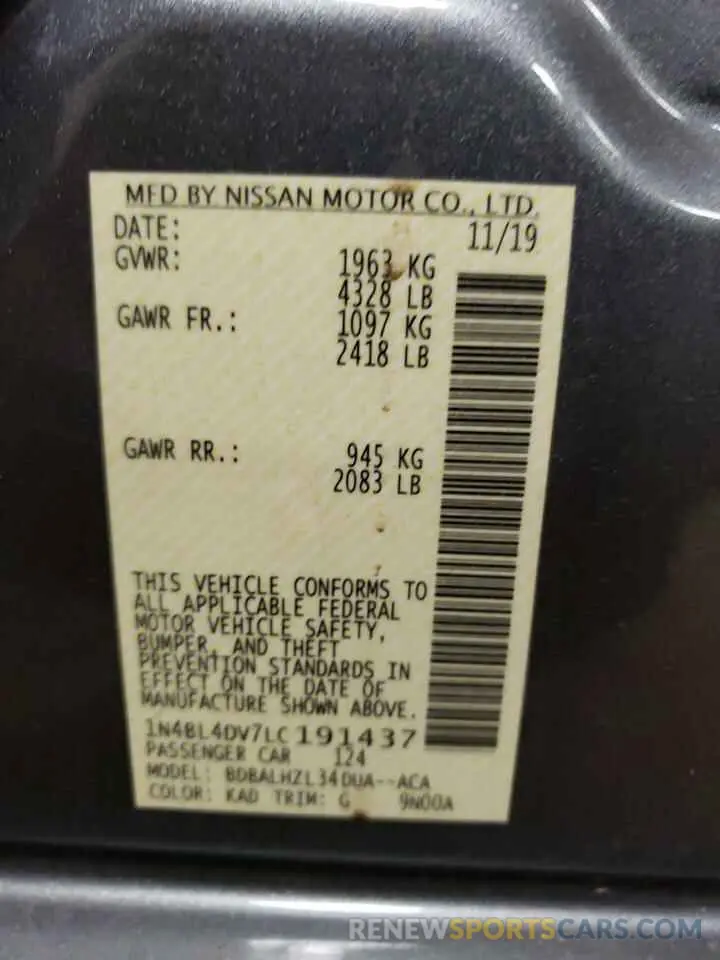 MFD BY NISSAN MOTOR CO., LTD.
DATE: 11/19
GVWR: 1963 KG
4328 LB
GAWR FR.: 1097 KG
2418 LB
GAWR RR.: 945 KG
2083 LB
THIS VEHICLE CONFORMS TO
ALL APPLICABLE FEDERAL
MOTOR VEHICLE SAFETY,
BUMPER, AND THEFT
PREVENTION STANDARDS IN
EFFECT ON THE DATE OF
MANUFACTURE SHOWN ABOVE.
1N4BL4DV7LC191437
PASSENGER CAR 124
MODEL: BDBALHZL34DUA--ACA
COLOR: KAD TRIM: G 9N00A
RENEWSPORTSCARS.COM